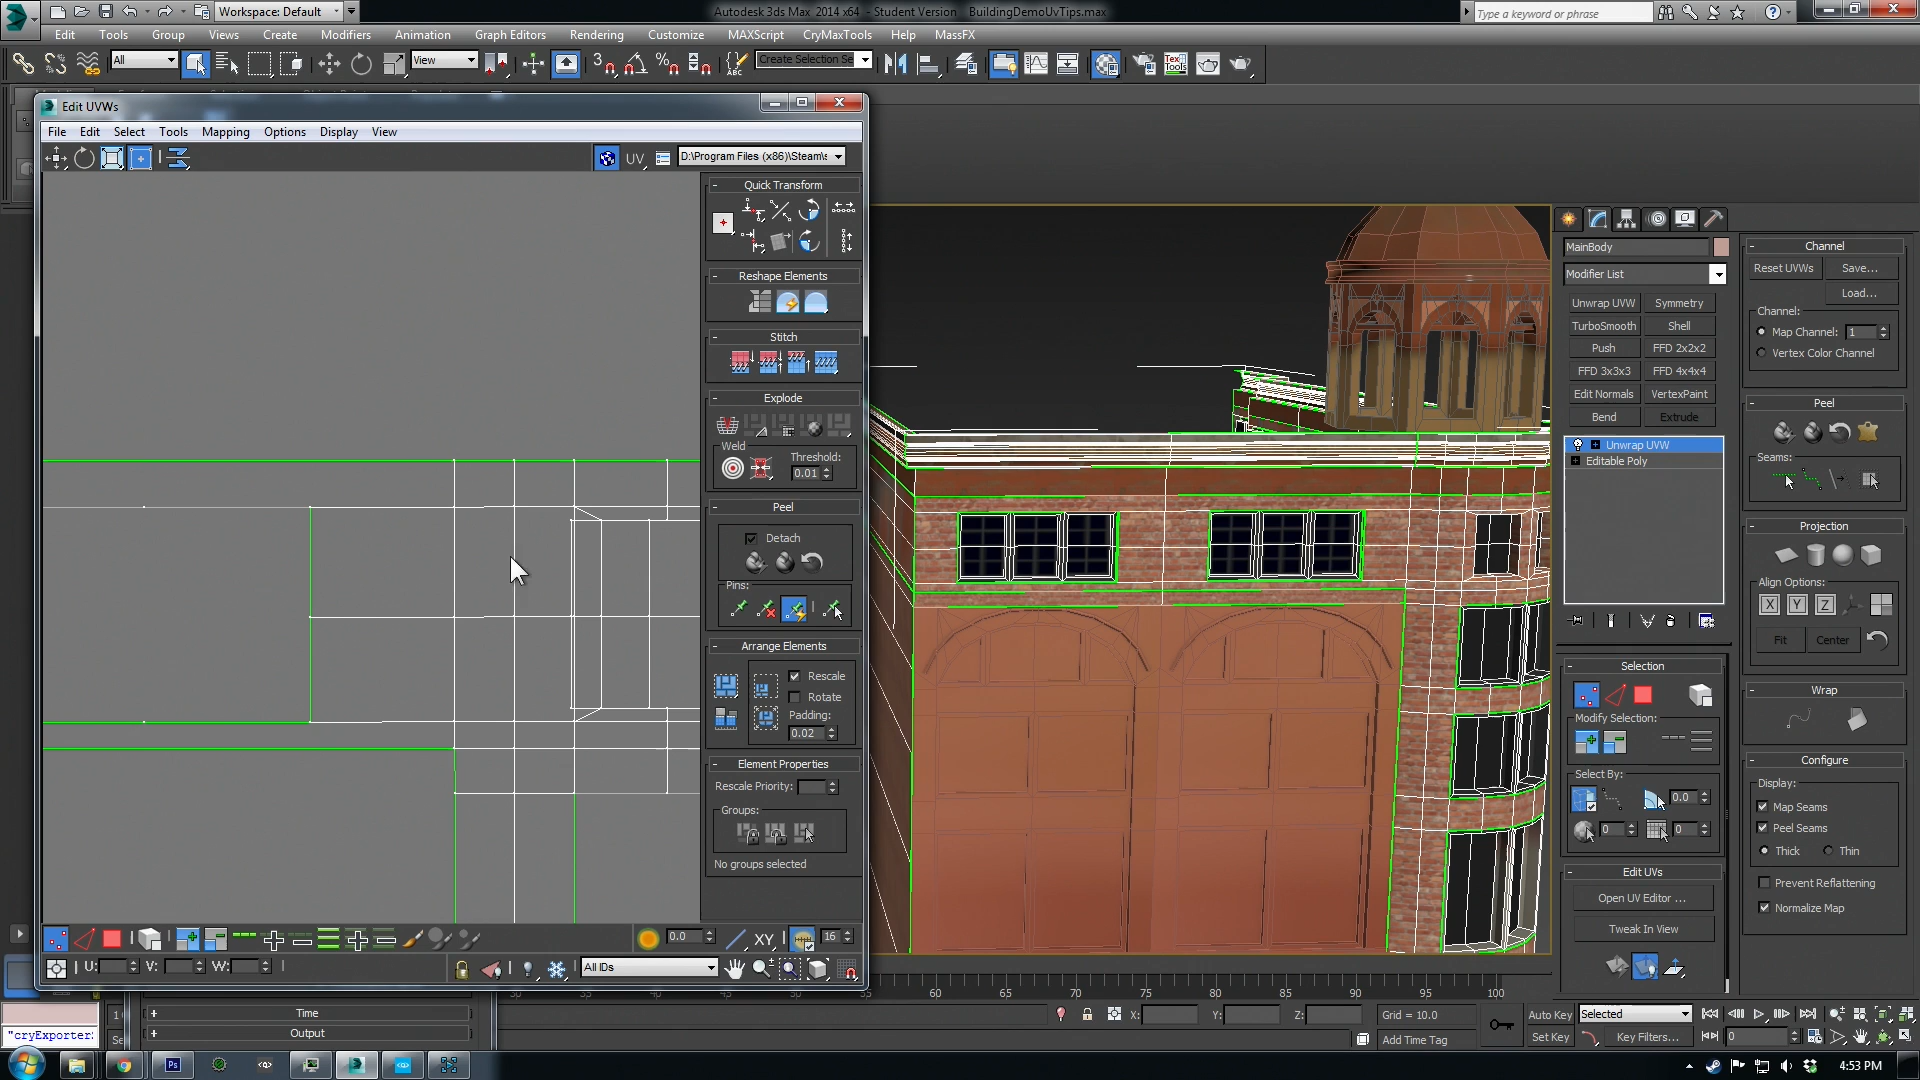 Workspace: Default
Autodesk 3ds Max 2014 x64 - Student Version BuildingDemoUvTips.max
Type a keyword or phrase
Edit Tools Group Views Create Modifiers Animation Graph Editors Rendering Customize MAXScript CryMaxTools Help MassFX
All
View
3
ABC
Create Selection Se
Tex Tools
Edit UVWs
File Edit Select Tools Mapping Options Display View
UV
D:\Program Files (x86)\Steam\s
Quick Transform
Reshape Elements
Stitch
Explode
Weld
Threshold:
0.01
Peel
Detach
Pins:
Arrange Elements
Rescale
Rotate
Padding:
0.02
Element Properties
Rescale Priority:
Groups:
No groups selected
0.0
XY
16
U: V: W:
All IDs
MainBody
Modifier List
Unwrap UVW Symmetry
TurboSmooth Shell
Push FFD 2x2x2
FFD 3x3x3 FFD 4x4x4
Edit Normals VertexPaint
Bend Extrude
Unwrap UVW
Editable Poly
Selection
Modify Selection:
Select By:
0.0
0 0
Edit UVs
Open UV Editor ...
Tweak In View
Channel
Reset UVWs Save...
Load...
Channel:
Map Channel: 1
Vertex Color Channel
Peel
Seams:
Projection
Align Options:
X Y Z
Fit Center
Wrap
Configure
Display:
Map Seams
Peel Seams
Thick Thin
Prevent Reflattening
Normalize Map
60 65 70 75 80 85 90 95 100
Time
Output
"cryExporter:
X: Y: Z:
Grid = 10.0
Add Time Tag
Auto Key Selected
Set Key Key Filters...
0
Ps
4:53 PM